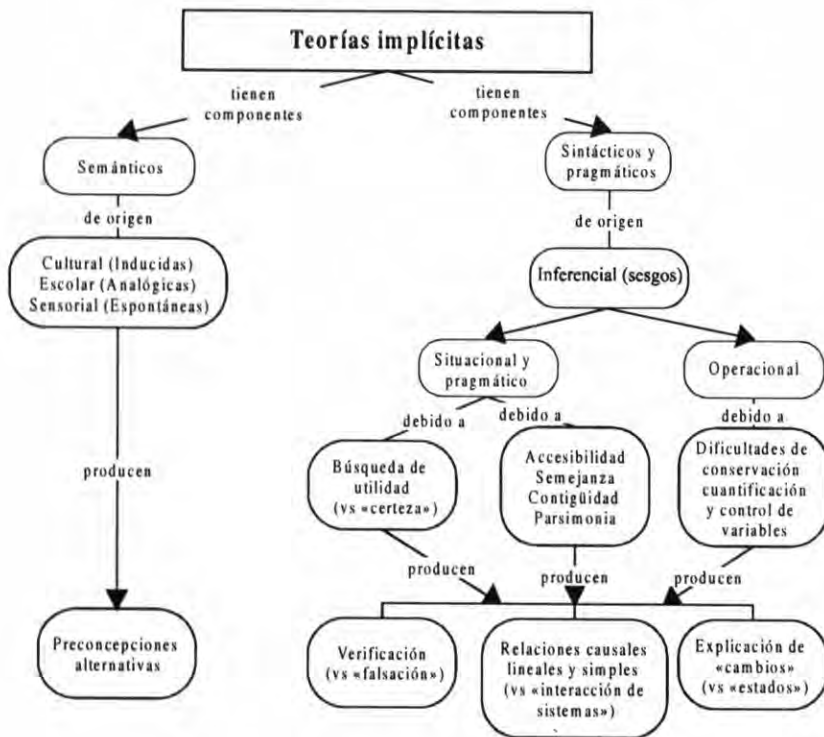 Teorías implícitas
tienen
componentes
tienen
componentes
Semánticos
Sintácticos y
pragmáticos
de origen
de origen
Cultural (Inducidas)
Escolar (Analógicas)
Sensorial (Espontáneas)
Inferencial (sesgos)
Situacional y
pragmático
Operacional
debido a
debido a
debido a
Búsqueda de
utilidad
(vs «certeza»)
Accesibilidad
Semejanza
Contigüidad
Parsimonia
Dificultades de
conservación
cuantificación
y control de
variables
producen
producen
producen
producen
Preconcepciones
alternativas
Verificación
(vs «falsación»)
Relaciones causales
lineales y simples
(vs «interacción de
sistemas»)
Explicación de
«cambios»
(vs «estados»)